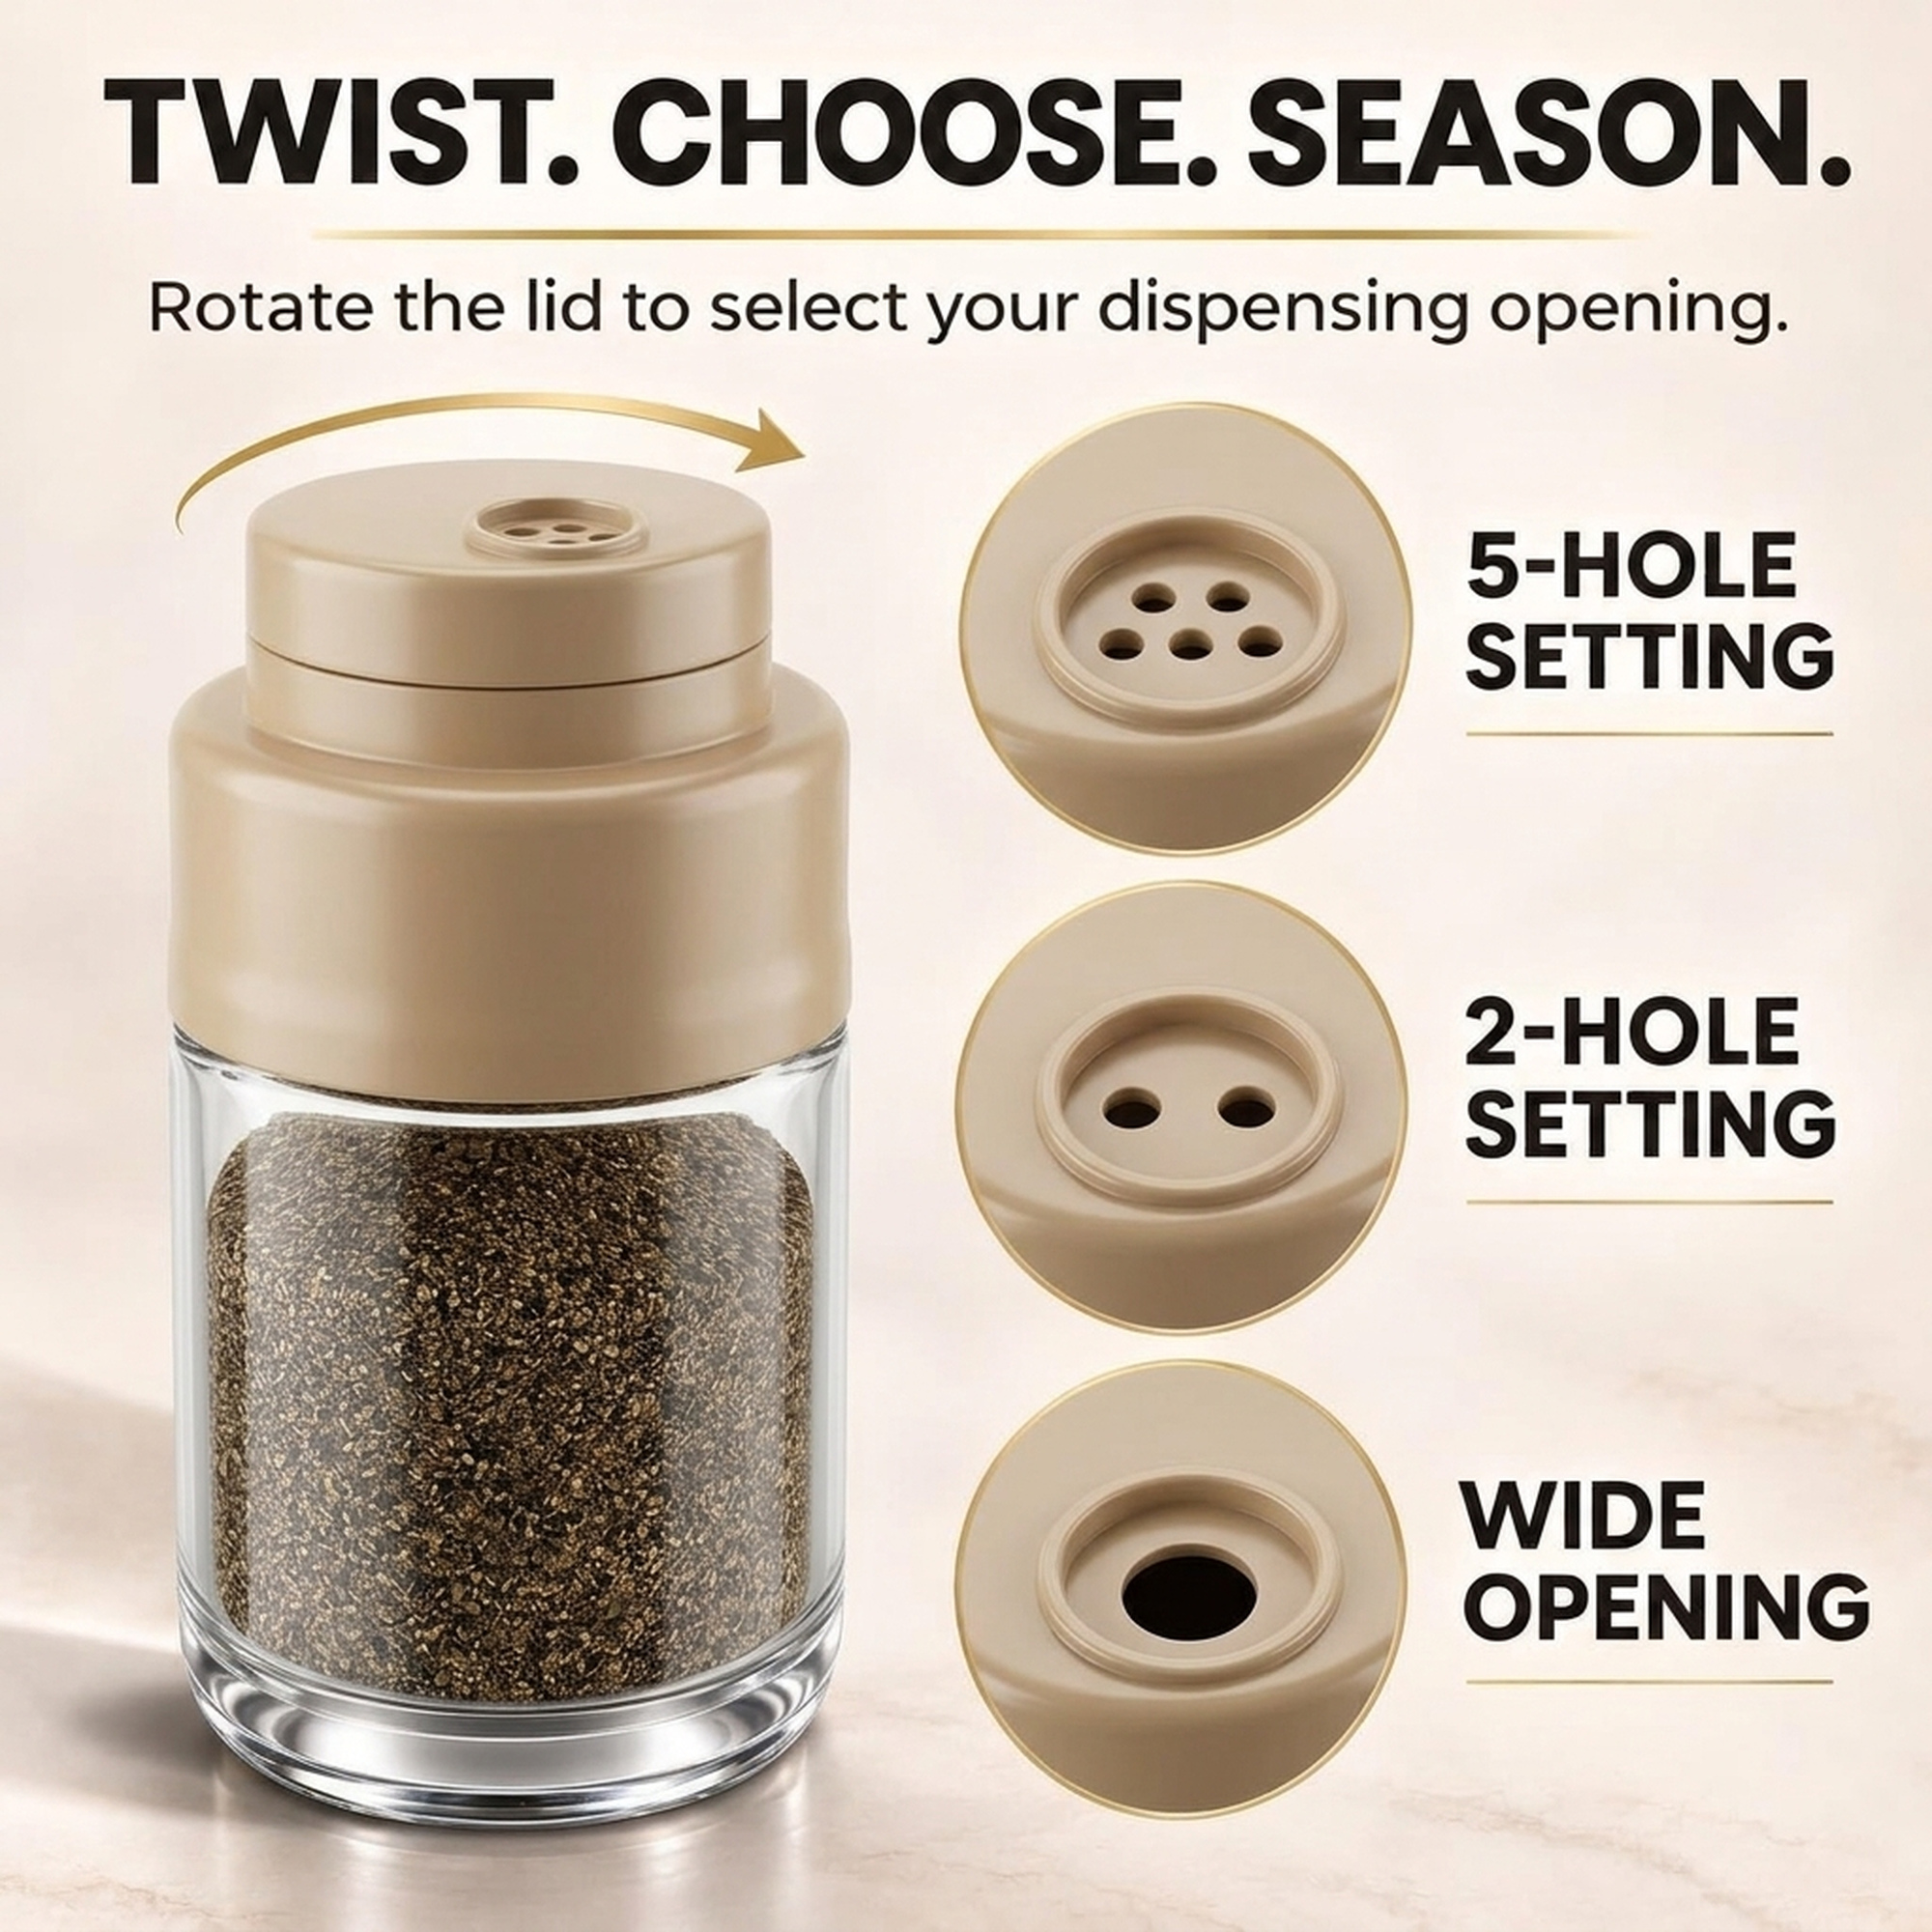 TWIST. CHOOSE. SEASON.
Rotate the lid to select your dispensing opening.
5-HOLE
SETTING
2-HOLE
SETTING
WIDE
OPENING